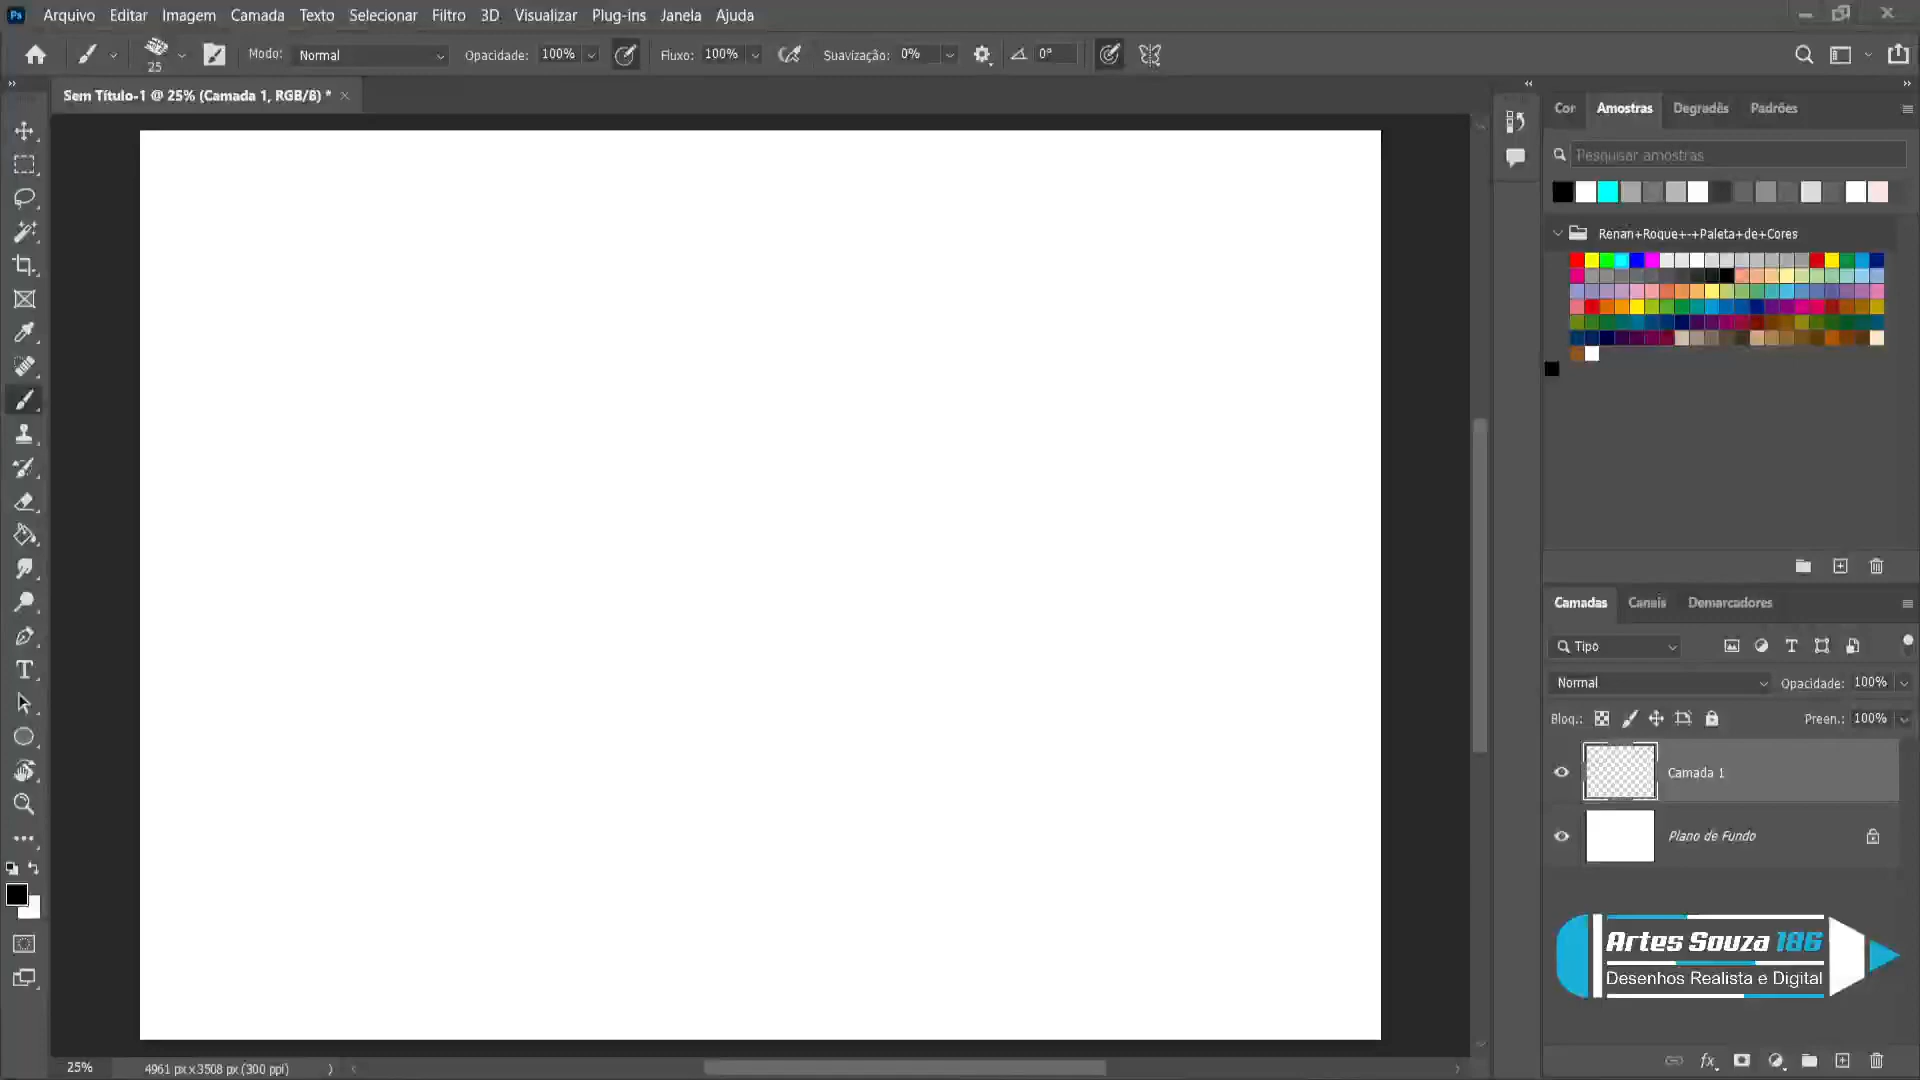 Ps Arquivo Editar Imagem Camada Texto Selecionar Filtro 3D Visualizar Plug-ins Janela Ajuda
25 Modo: Normal Opacidade: 100% Fluxo: 100% Suavização: 0% 0°
Sem Título-1 @ 25% (Camada 1, RGB/8) *
Cor Amostras Degradês Padrões
Pesquisar amostras
Renan+Roque+-+Paleta+de+Cores
Camadas Canais Demarcadores
Tipo
Normal Opacidade: 100%
Bloq.: Preen.: 100%
Camada 1
Plano de Fundo
Artes Souza 186
Desenhos Realista e Digital
25% 4961 px x 3508 px (300 ppi)
fx